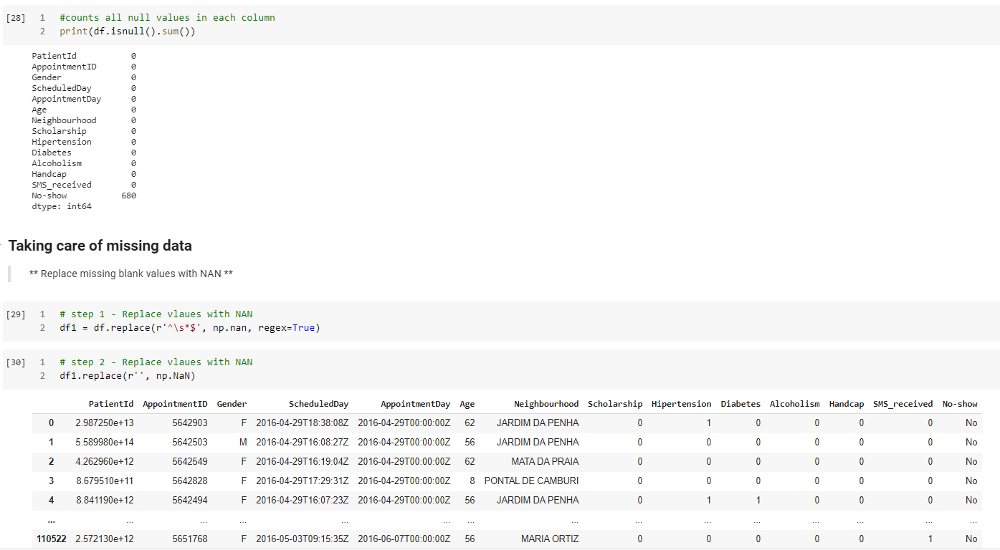 [28] 1 #counts all null values in each column
2 print(df.isnull().sum())
PatientId 0
AppointmentID 0
Gender 0
ScheduledDay 0
AppointmentDay 0
Age 0
Neighbourhood 0
Scholarship 0
Hipertension 0
Diabetes 0
Alcoholism 0
Handcap 0
SMS_received 0
No-show 680
dtype: int64
Taking care of missing data
** Replace missing blank values with NAN **
[29] 1 # step 1 - Replace vlaues with NAN
2 df1 = df.replace(r'^\s*$', np.nan, regex=True)
[30] 1 # step 2 - Replace vlaues with NAN
2 df1.replace(r'', np.NaN)
PatientId AppointmentID Gender ScheduledDay AppointmentDay Age Neighbourhood Scholarship Hipertension Diabetes Alcoholism Handcap SMS_received No-show
0 2.987250e+13 5642903 F 2016-04-29T18:38:08Z 2016-04-29T00:00:00Z 62 JARDIM DA PENHA 0 1 0 0 0 0 No
1 5.589980e+14 5642503 M 2016-04-29T16:08:27Z 2016-04-29T00:00:00Z 56 JARDIM DA PENHA 0 0 0 0 0 0 No
2 4.262960e+12 5642549 F 2016-04-29T16:19:04Z 2016-04-29T00:00:00Z 62 MATA DA PRAIA 0 0 0 0 0 0 No
3 8.679510e+11 5642828 F 2016-04-29T17:29:31Z 2016-04-29T00:00:00Z 8 PONTAL DE CAMBURI 0 0 0 0 0 0 No
4 8.841190e+12 5642494 F 2016-04-29T16:07:23Z 2016-04-29T00:00:00Z 56 JARDIM DA PENHA 0 1 1 0 0 0 No
... ... ... ... ... ... ... ... ... ... ... ... ... ... ...
110522 2.572130e+12 5651768 F 2016-05-03T09:15:35Z 2016-06-07T00:00:00Z 56 MARIA ORTIZ 0 0 0 0 0 1 No